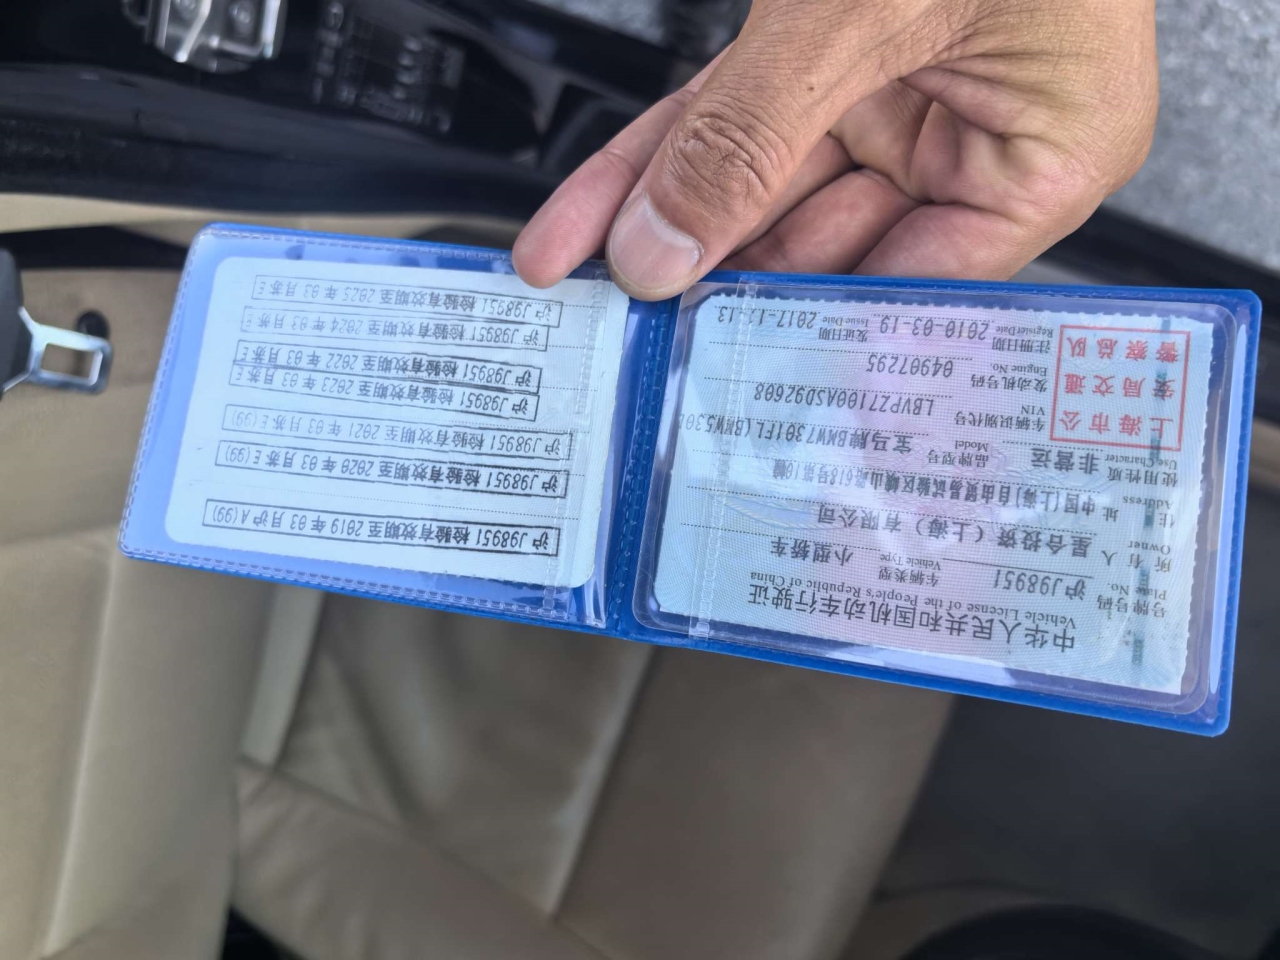 中华人民共和国机动车行驶证
Vehicle License of the People's Republic of China
号牌号码 沪J98951 车辆类型 小型轿车
Plate No. Vehicle Type
所有人 星合投资（上海）有限公司
Owner
住址 中国(上海)自由贸易试验区
Address
使用性质 非营运 品牌型号 宝马牌BMW7301FL(BMW530
Use Character Model
车辆识别代号 LBVPZ7100ASD92608
VIN
发动机号码 04907295
Engine No.
注册日期 2010-03-19 发证日期 2017-12-13
Register Date Issue Date
上海市公
安局交通
警察总队
沪J98951 检验有效期至2019年03月沪A(99)
沪J98951 检验有效期至2020年03月苏E(99)
沪J98951 检验有效期至2021年03月苏E(99)
沪J98951 检验有效期至2023年03月苏E
沪J98951 检验有效期至2022年03月苏E
沪J98951 检验有效期至2024年03月苏E
沪J98951 检验有效期至2025年03月苏E